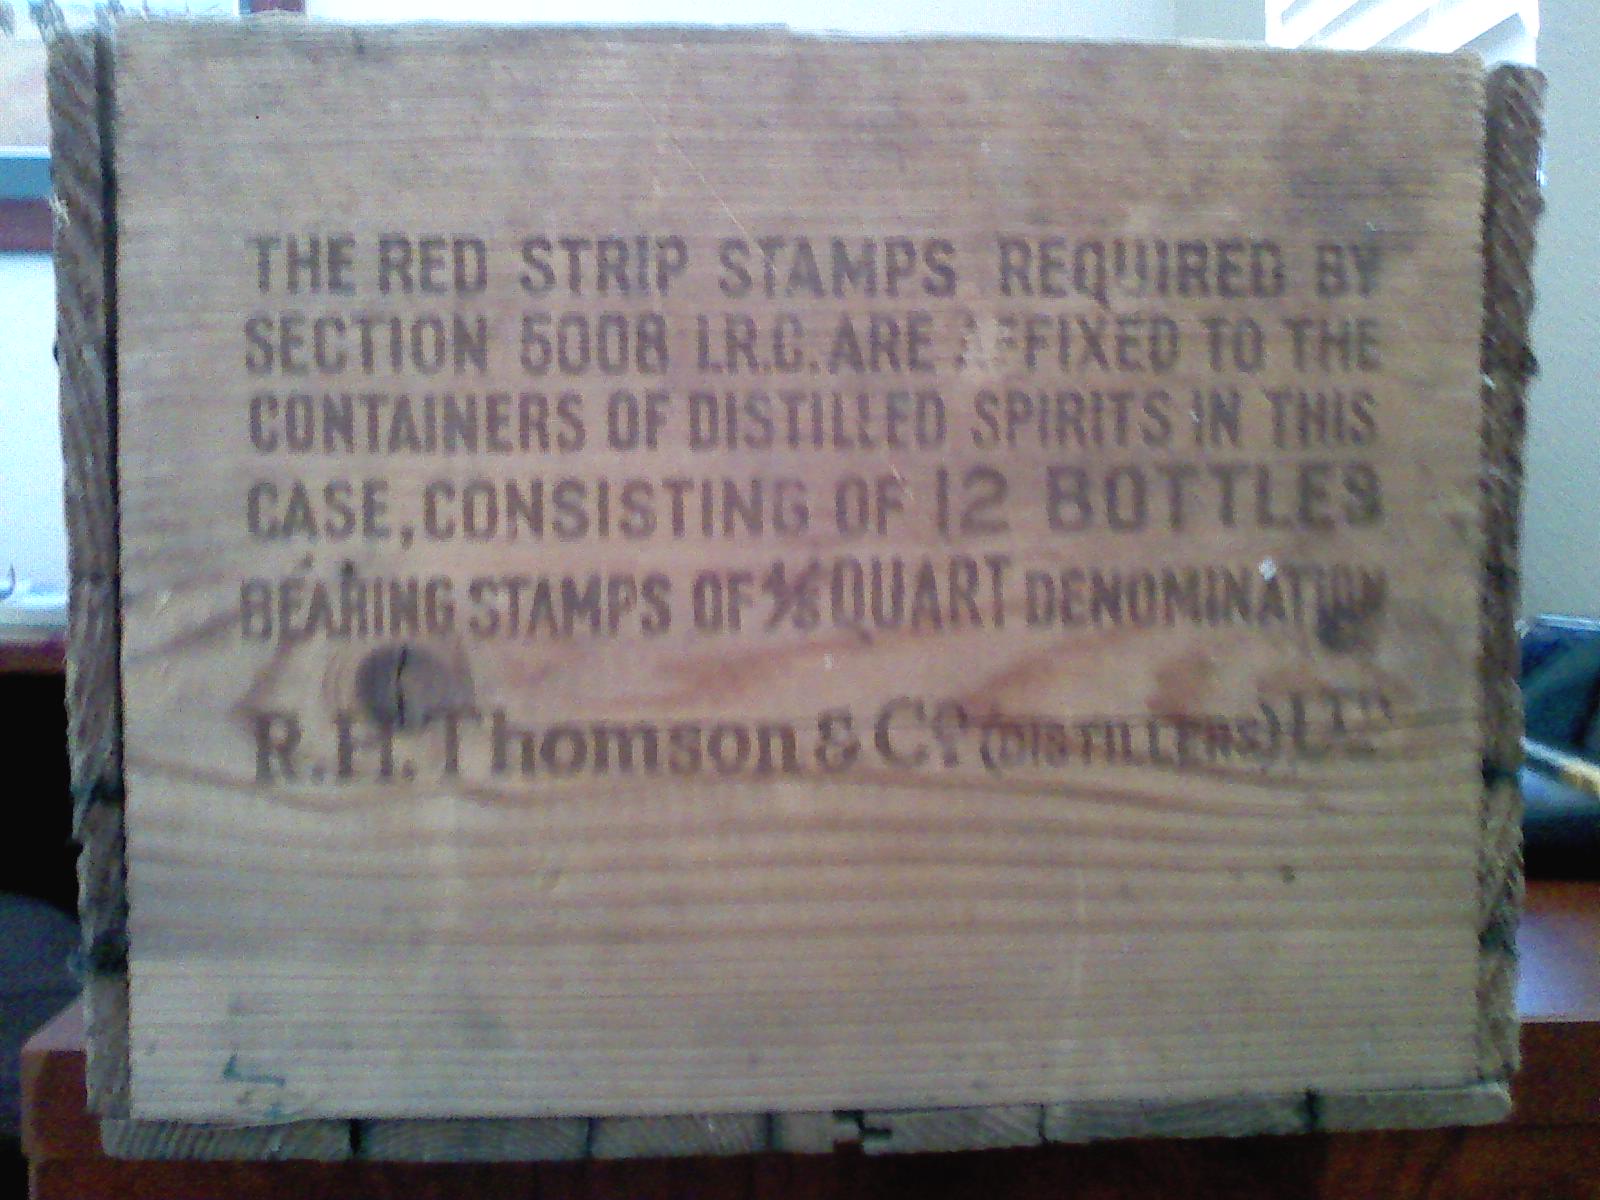 THE RED STRIP STAMPS REQUIRED BY
SECTION 5008 I.R.C. ARE AFFIXED TO THE
CONTAINERS OF DISTILLED SPIRITS IN THIS
CASE, CONSISTING OF 12 BOTTLES
BEARING STAMPS OF 4/5 QUART DENOMINATION
R.H. Thomson & Co (DISTILLERS) LTD